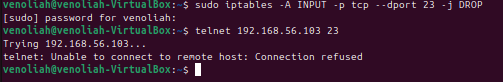 venoliah@venoliah-VirtualBox:~$ sudo iptables -A INPUT -p tcp --dport 23 -j DROP
[sudo] password for venoliah:
venoliah@venoliah-VirtualBox:~$ telnet 192.168.56.103 23
Trying 192.168.56.103...
telnet: Unable to connect to remote host: Connection refused
venoliah@venoliah-VirtualBox:~$